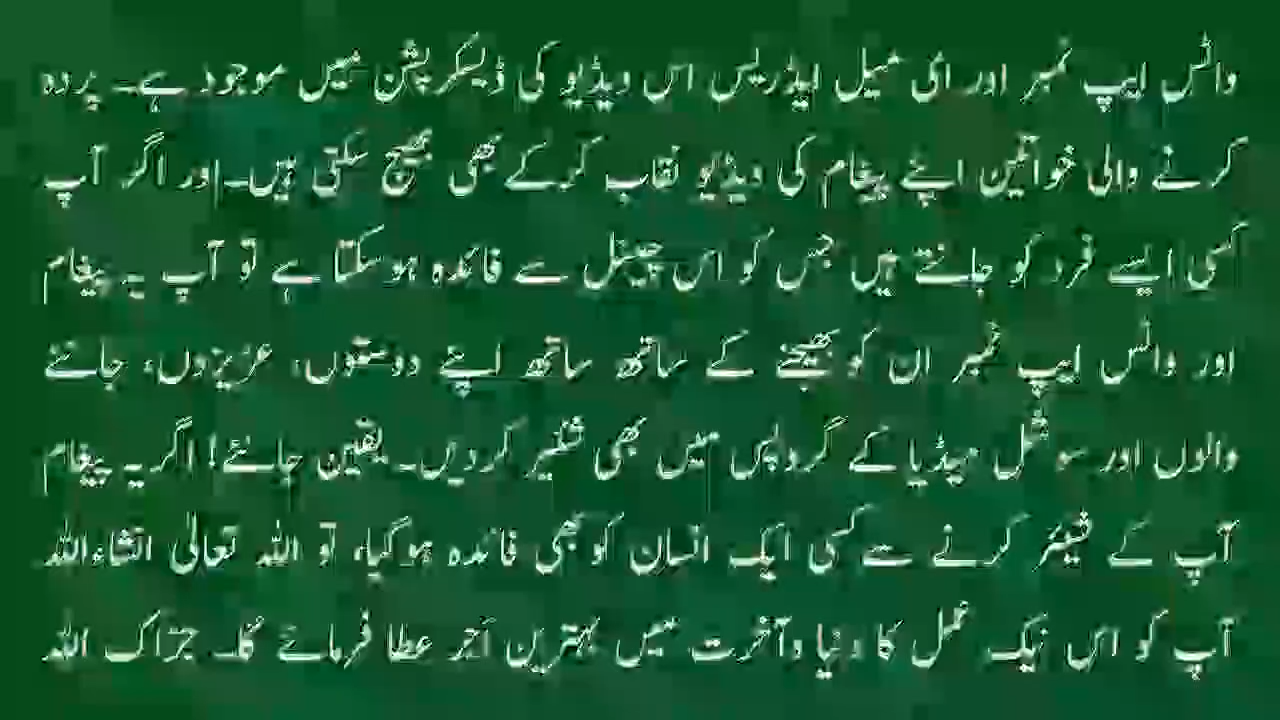 واٹس ایپ نمبر اور ای میل ایڈریس اس ویڈیو کی ڈیسکرپشن میں موجود ہے۔ پردہ
کرنے والی خواتین اپنے پیغام کی ویڈیو نقاب کرکے بھی بھیج سکتی ہیں۔ اور اگر آپ
کسی ایسے فرد کو جانتے ہیں جس کو اس چینل سے فائدہ ہوسکتا ہے تو آپ یہ پیغام
اور واٹس ایپ نمبر ان کو بھیجنے کے ساتھ ساتھ اپنے دوستوں، عزیزوں، جاننے
والوں اور سوشل میڈیا کے گروپس میں بھی شئیر کردیں۔ یقین جانئے! اگر یہ پیغام
آپ کے شیئر کرنے سے کسی ایک انسان کو بھی فائدہ ہوگیا، تو اللہ تعالیٰ انشاءاللہ
آپ کو اس نیک عمل کا دنیا وآخرت میں بہترین اجر عطا فرمائے گا۔ جزاک اللہ